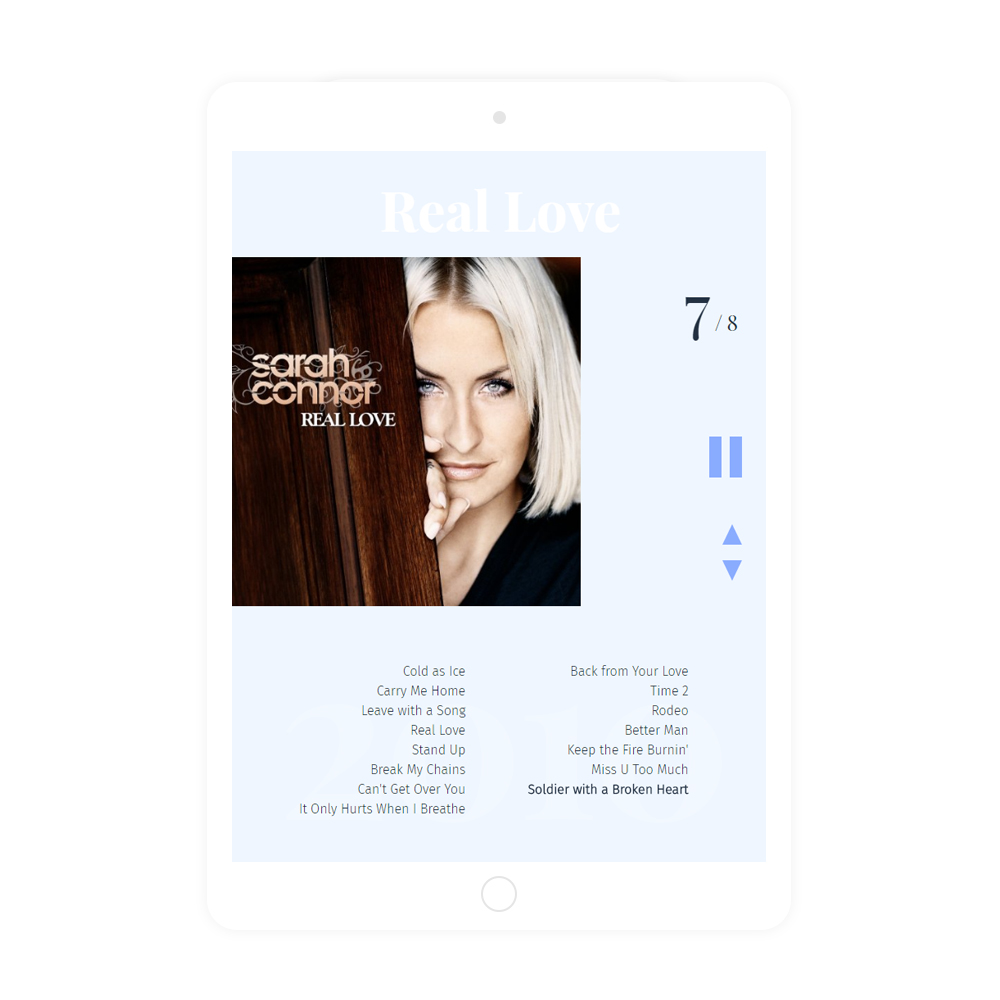 Real Love
sarah
connor
REAL LOVE
7 / 8
Cold as Ice
Carry Me Home
Leave with a Song
Real Love
Stand Up
Break My Chains
Can't Get Over You
It Only Hurts When I Breathe
Back from Your Love
Time 2
Rodeo
Better Man
Keep the Fire Burnin'
Miss U Too Much
Soldier with a Broken Heart
2010